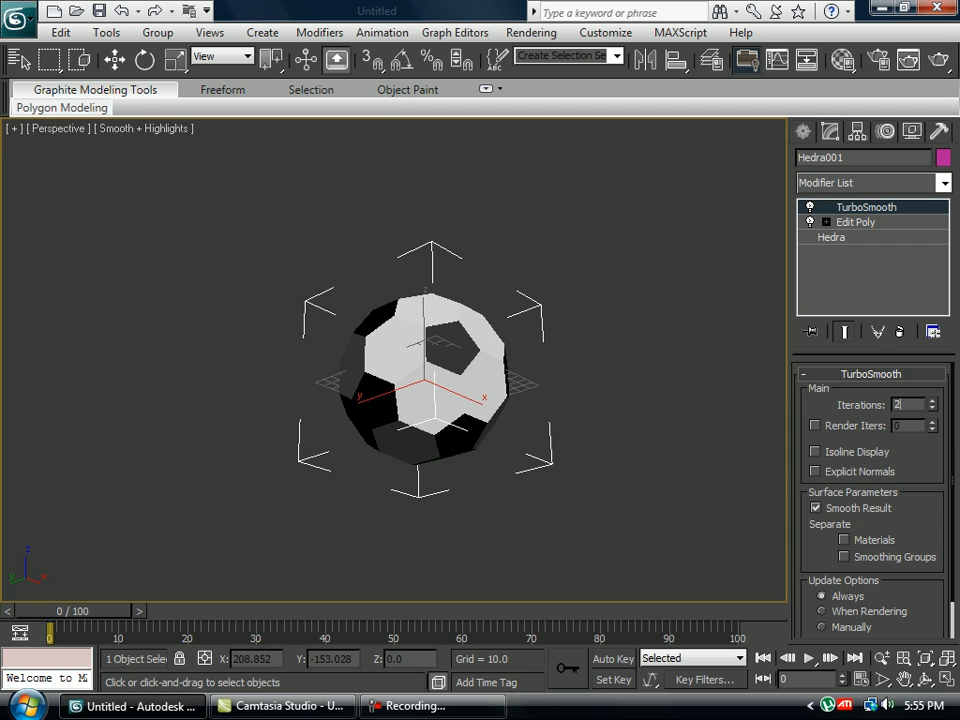 Untitled
Type a keyword or phrase
Edit Tools Group Views Create Modifiers Animation Graph Editors Rendering Customize MAXScript Help
View
Create Selection Se
Graphite Modeling Tools Freeform Selection Object Paint
Polygon Modeling
[ + ] [ Perspective ] [ Smooth + Highlights ]
Hedra001
Modifier List
TurboSmooth
Edit Poly
Hedra
TurboSmooth
Main
Iterations: 2
Render Iters: 0
Isoline Display
Explicit Normals
Surface Parameters
Smooth Result
Separate
Materials
Smoothing Groups
Update Options
Always
When Rendering
Manually
z
y
x
z
y
x
0 / 100
0 10 20 30 40 50 60 70 80 90 100
1 Object Sele X: 208.852 Y: -153.028 Z: 0.0 Grid = 10.0 Auto Key Selected
Welcome to M
Click or click-and-drag to select objects Add Time Tag Set Key Key Filters... 0
Untitled - Autodesk ... Camtasia Studio - U... Recording... ATI 5:55 PM